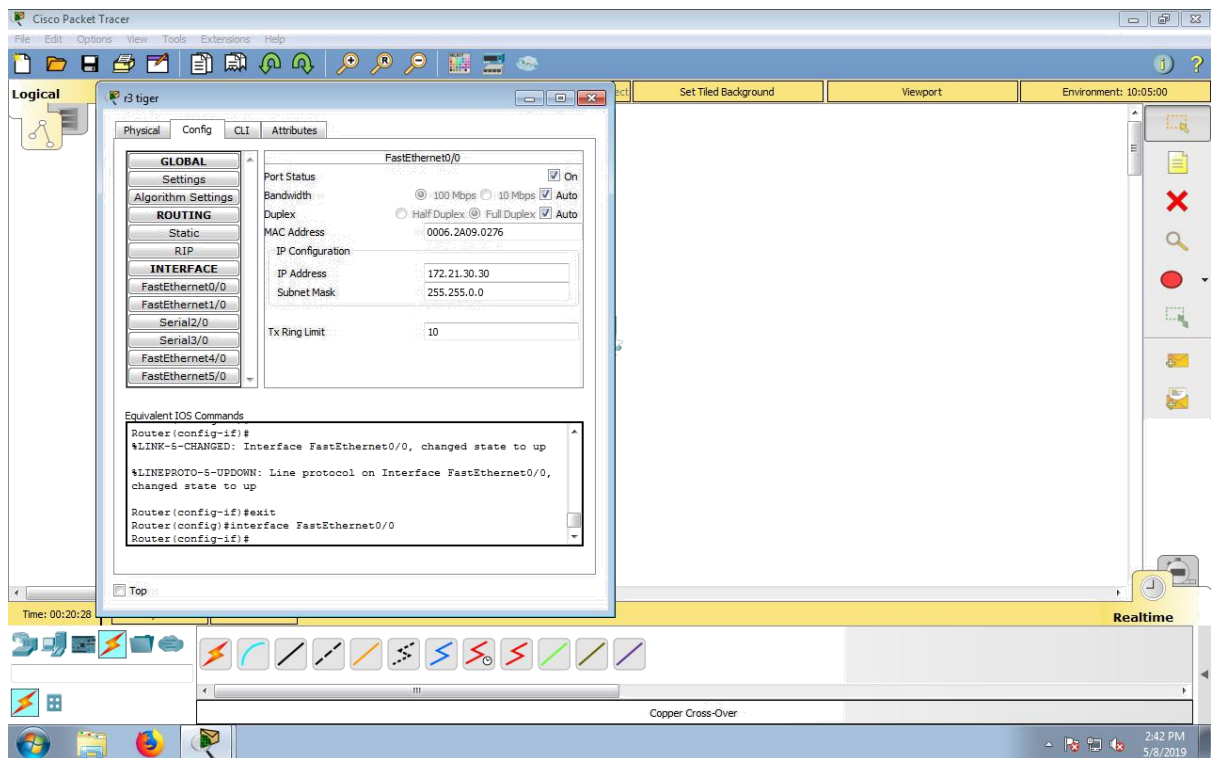 Cisco Packet Tracer
File Edit Options View Tools Extensions Help
Logical
Set Tiled Background
Viewport
Environment: 10:05:00
r3 tiger
Physical Config CLI Attributes
GLOBAL
Settings
Algorithm Settings
ROUTING
Static
RIP
INTERFACE
FastEthernet0/0
FastEthernet1/0
Serial2/0
Serial3/0
FastEthernet4/0
FastEthernet5/0
FastEthernet0/0
Port Status On
Bandwidth 100 Mbps 10 Mbps Auto
Duplex Half Duplex Full Duplex Auto
MAC Address 0006.2A09.0276
IP Configuration
IP Address 172.21.30.30
Subnet Mask 255.255.0.0
Tx Ring Limit 10
Equivalent IOS Commands
Router(config-if)#
%LINK-5-CHANGED: Interface FastEthernet0/0, changed state to up
%LINEPROTO-5-UPDOWN: Line protocol on Interface FastEthernet0/0,
changed state to up
Router(config-if)#exit
Router(config)#interface FastEthernet0/0
Router(config-if)#
Top
Time: 00:20:28
Realtime
Copper Cross-Over
2:42 PM
5/8/2019